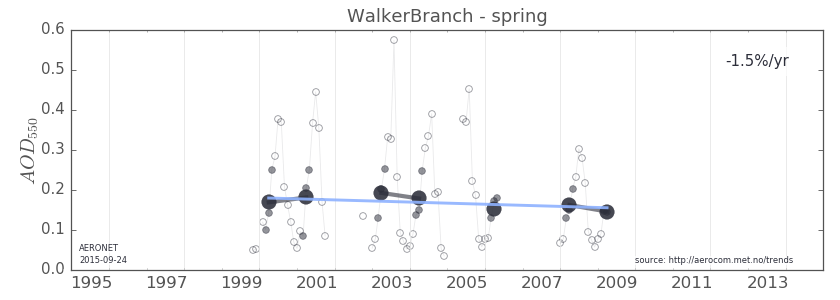 WalkerBranch - spring
0.6
-1.5%/yr
0.5
0.4
0.3
AOD550
0.2
0.1
0.0
AERONET
2015-09-24
source: http://aerocom.met.no/trends
1995 1997 1999 2001 2003 2005 2007 2009 2011 2013